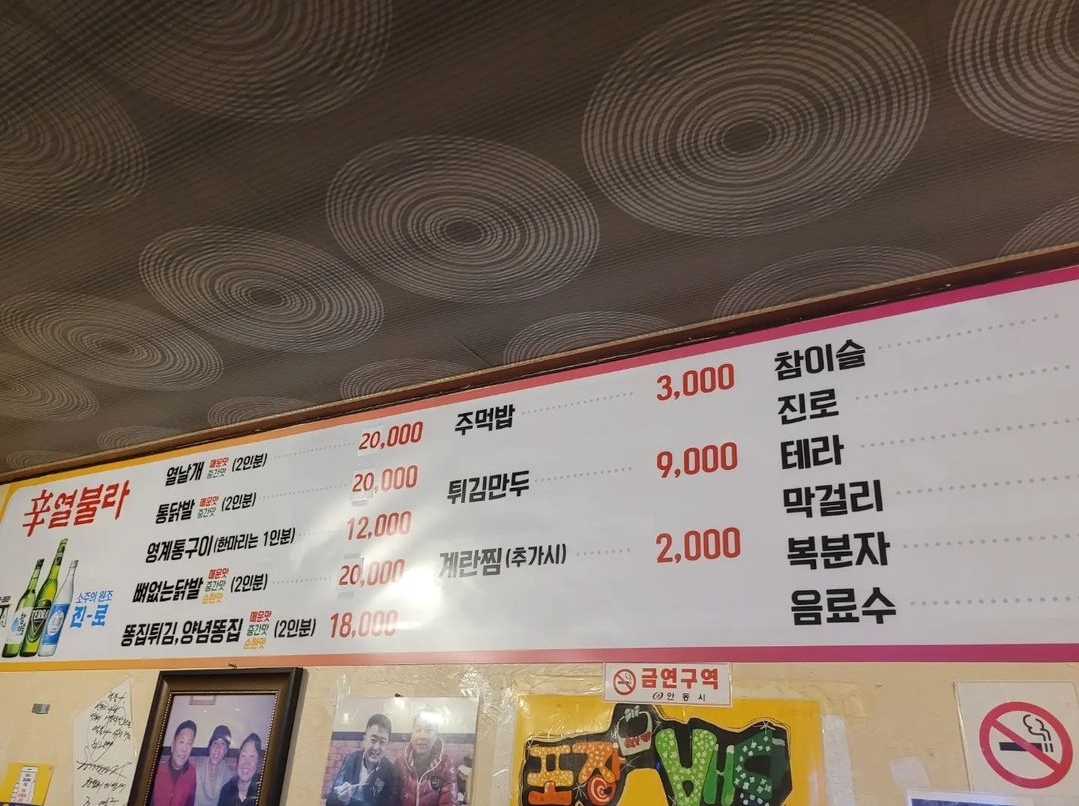 辛열불라
열날개 매운맛 중간맛 (2인분) 20,000
통닭발 매운맛 중간맛 (2인분) 20,000
영계통구이(한마리는 1인분) 12,000
뼈없는닭발 매운맛 중간맛 순한맛 (2인분) 20,000
똥집튀김,양념똥집 매운맛 중간맛 순한맛 (2인분) 18,000
소주의 원조
진-로
TERRA
주먹밥 3,000
튀김만두 9,000
계란찜(추가시) 2,000
참이슬
진로
테라
막걸리
복분자
음료수
금연구역
안동시
포장